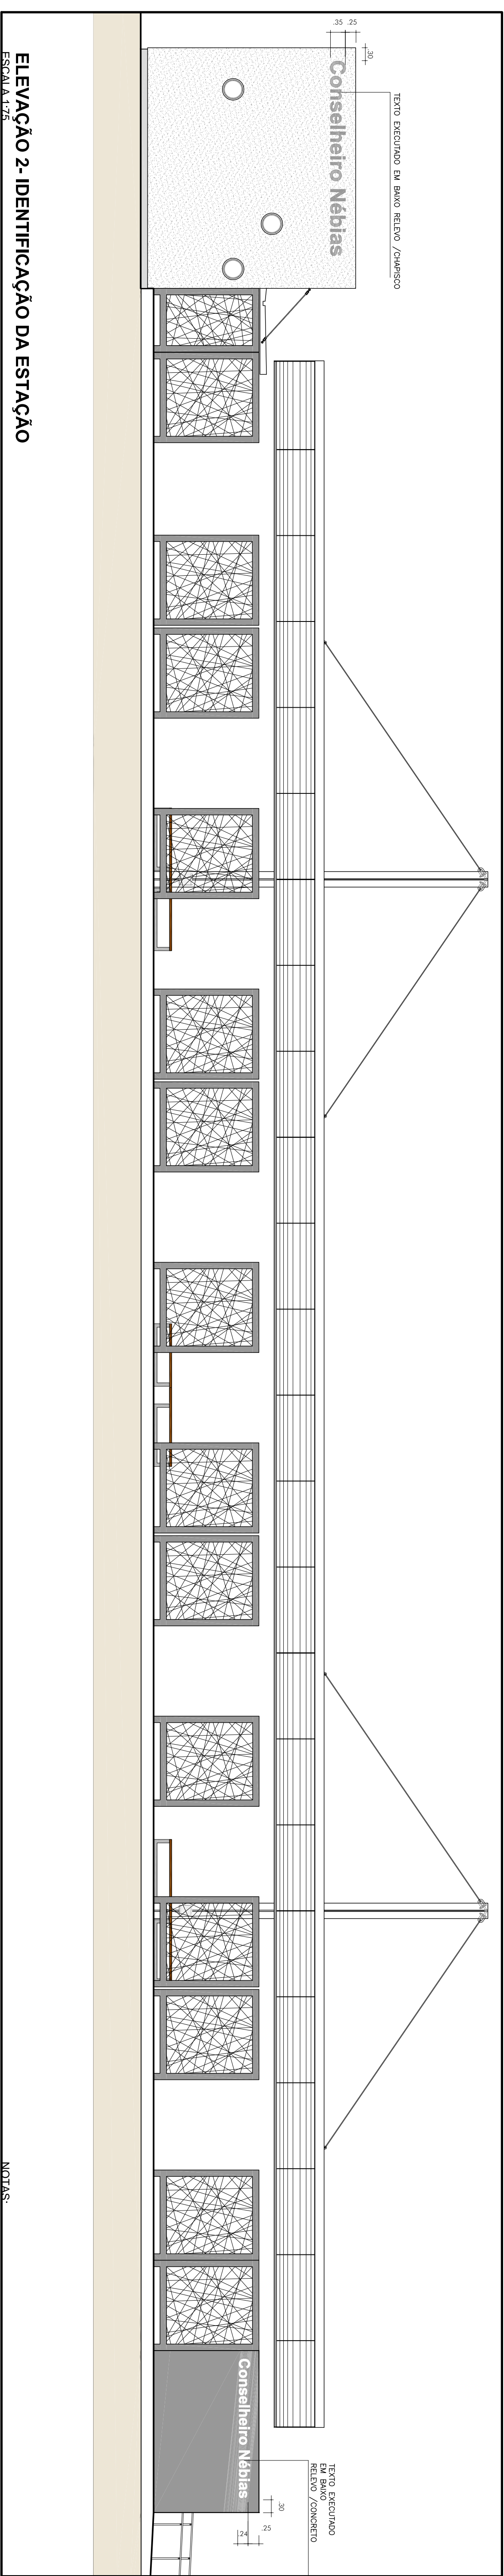 TEXTO EXECUTADO EM BAIXO RELEVO /CHAPISCO
.35
.25
.30
Conselheiro Nébias
Conselheiro Nébias
TEXTO EXECUTADO
EM BAIXO
RELEVO /CONCRETO
.30
.25
.24
ELEVAÇÃO 2- IDENTIFICAÇÃO DA ESTAÇÃO
ESCALA 1:75
NOTAS: